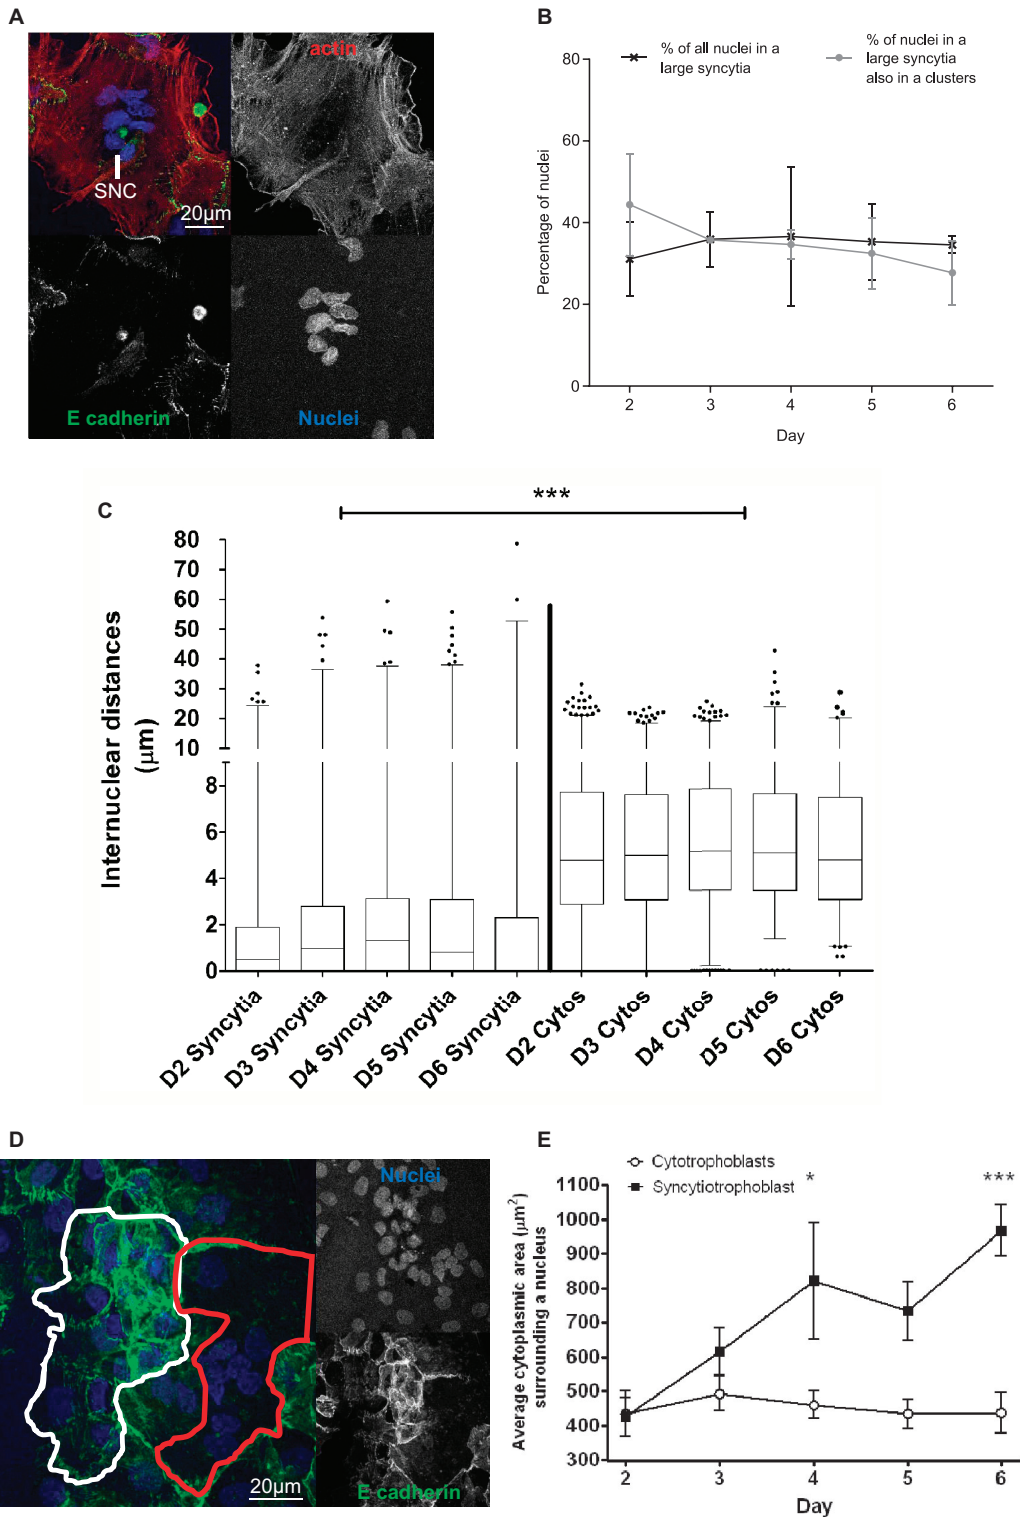 A
actin
SNC
20µm
E cadherin
Nuclei
B
% of all nuclei in a
large syncytia
% of nuclei in a
large syncytia
also in a clusters
Percentage of nuclei
80
60
40
20
0
2 3 4 5 6
Day
C
***
Internuclear distances
(µm)
80
70
60
50
40
30
20
10
8
6
4
2
0
D2 Syncytia
D3 Syncytia
D4 Syncytia
D5 Syncytia
D6 Syncytia
D2 Cytos
D3 Cytos
D4 Cytos
D5 Cytos
D6 Cytos
D
Nuclei
20µm
E cadherin
E
Cytotrophoblasts
Syncytiotrophoblast
* ***
Average cytoplasmic area (µm²)
surrounding a nucleus
1100
1000
900
800
700
600
500
400
300
2 3 4 5 6
Day